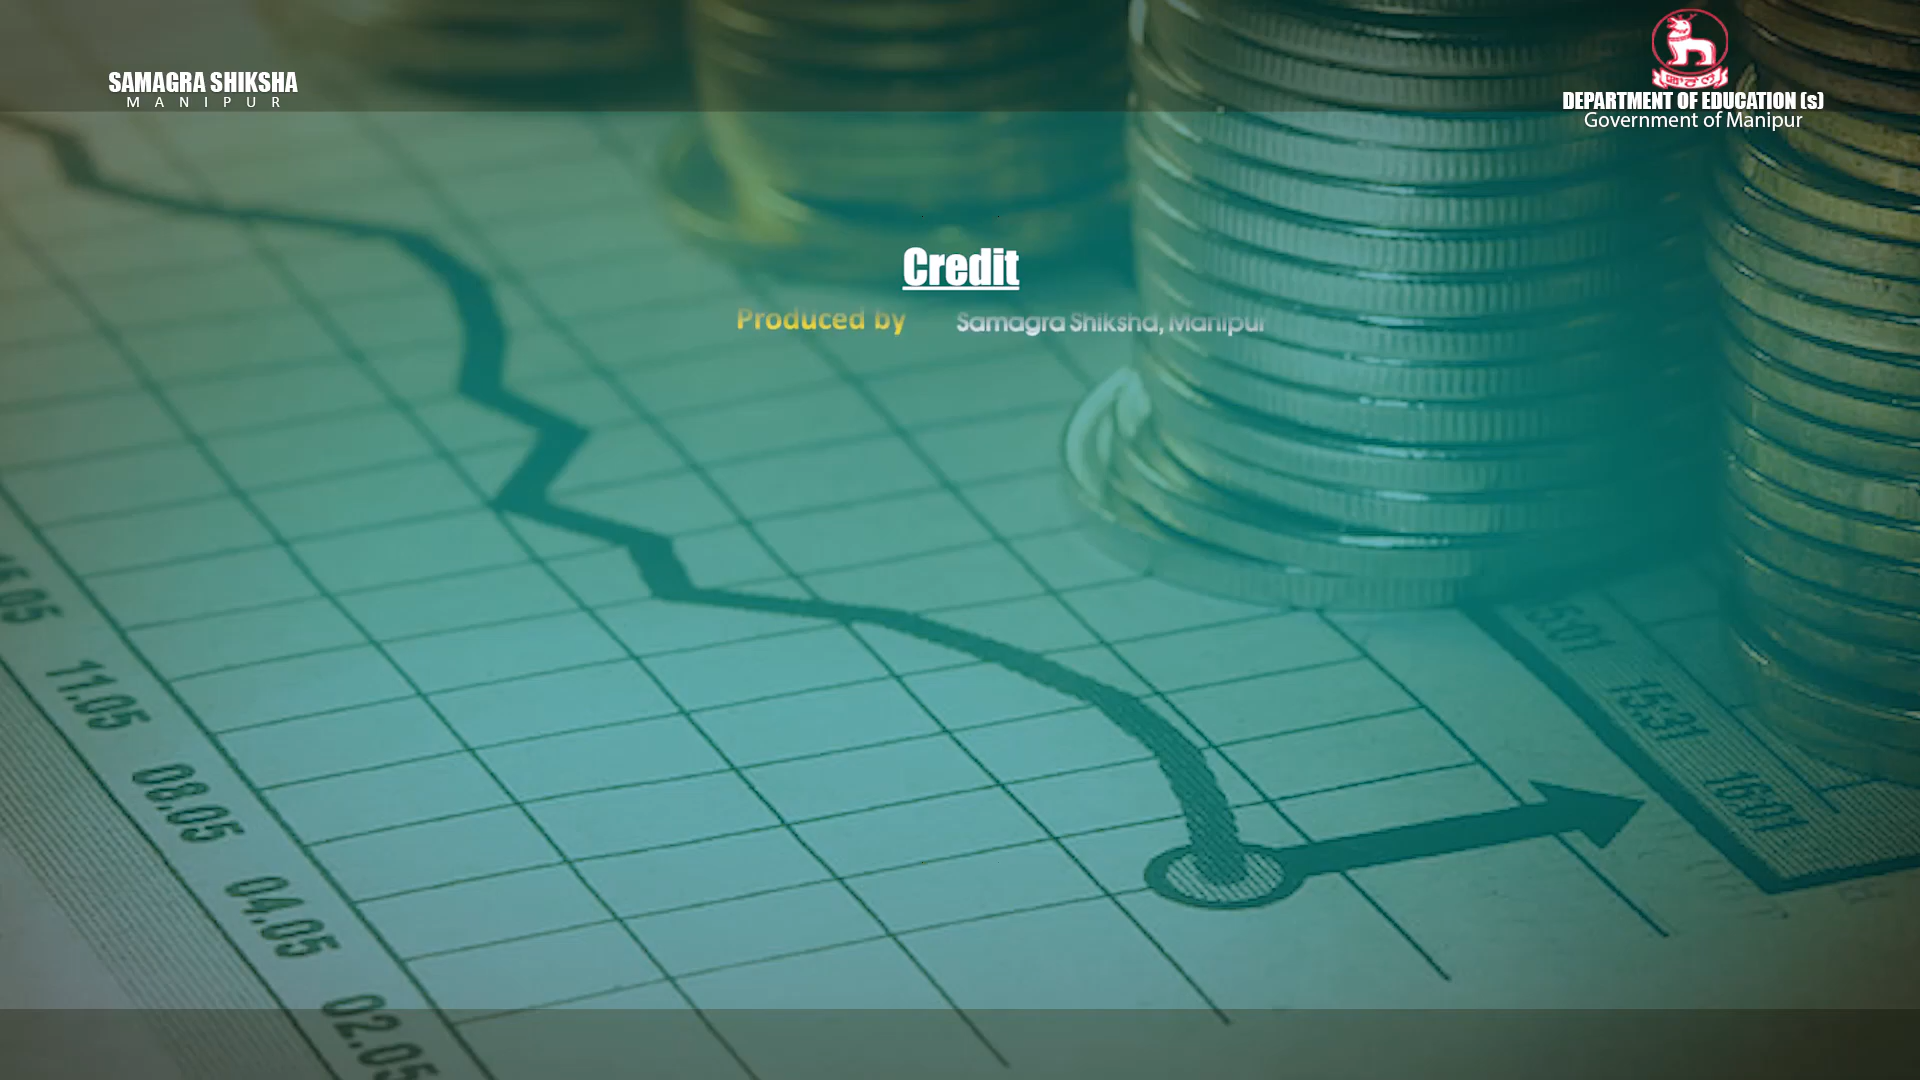 SAMAGRA SHIKSHA
MANIPUR
DEPARTMENT OF EDUCATION (s)
Government of Manipur
Credit
Produced by Samagra Shiksha, Manipur
11.05
08.05
04.05
02.05
15:31
16:01